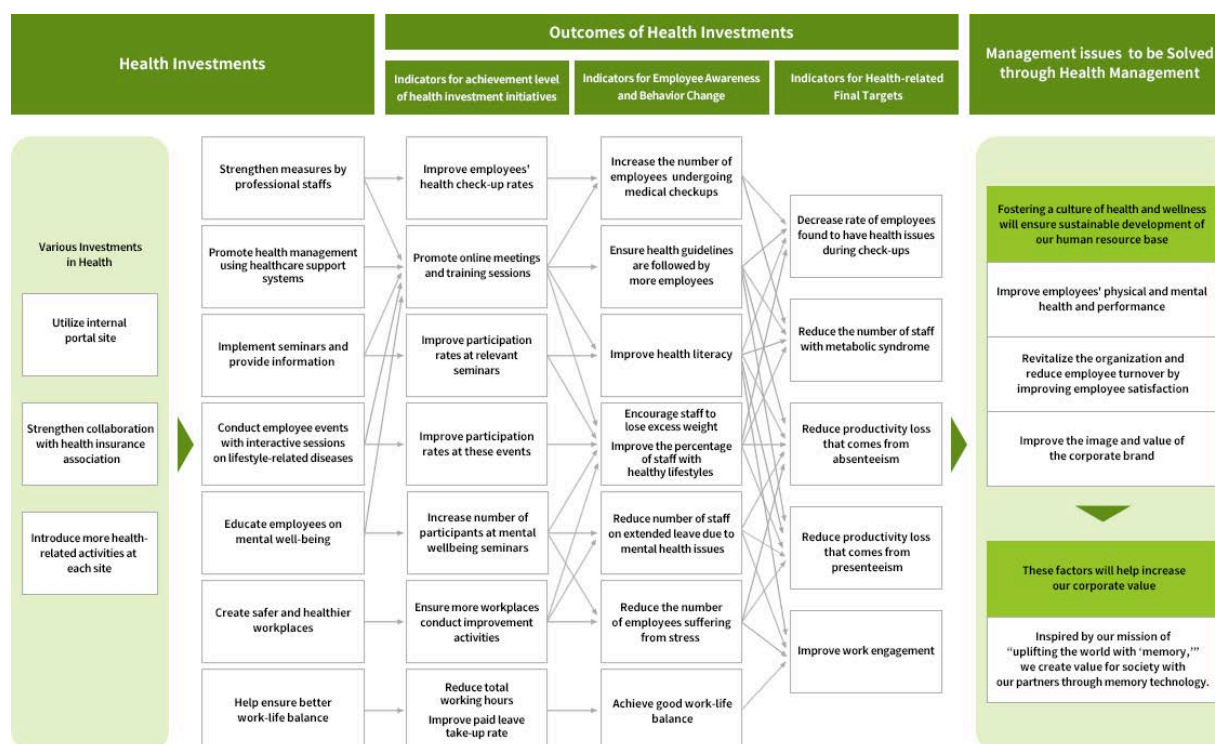 Health Investments
Outcomes of Health Investments
Indicators for achievement level
of health investment initiatives
Indicators for Employee Awareness
and Behavior Change
Indicators for Health-related
Final Targets
Management issues to be Solved
through Health Management
Various Investments
in Health
Utilize internal
portal site
Strengthen collaboration
with health insurance
association
Introduce more health-
related activities at
each site
Strengthen measures by
professional staffs
Promote health management
using healthcare support
systems
Implement seminars and
provide information
Conduct employee events
with interactive sessions
on lifestyle-related diseases
Educate employees on
mental well-being
Create safer and healthier
workplaces
Help ensure better
work-life balance
Improve employees'
health check-up rates
Promote online meetings
and training sessions
Improve participation
rates at relevant
seminars
Improve participation
rates at these events
Increase number of
participants at mental
wellbeing seminars
Ensure more workplaces
conduct improvement
activities
Reduce total
working hours
Improve paid leave
take-up rate
Increase the number of
employees undergoing
medical checkups
Ensure health guidelines
are followed by
more employees
Improve health literacy
Encourage staff to
lose excess weight
Improve the percentage
of staff with
healthy lifestyles
Reduce number of staff
on extended leave due to
mental health issues
Reduce the number
of employees suffering
from stress
Achieve good work-life
balance
Decrease rate of employees
found to have health issues
during check-ups
Reduce the number of staff
with metabolic syndrome
Reduce productivity loss
that comes from
absenteeism
Reduce productivity loss
that comes from
presenteeism
Improve work engagement
Fostering a culture of health and wellness
will ensure sustainable development of
our human resource base
Improve employees' physical and mental
health and performance
Revitalize the organization and
reduce employee turnover by
improving employee satisfaction
Improve the image and value of
the corporate brand
These factors will help increase
our corporate value
Inspired by our mission of
“uplifting the world with ‘memory,’”
we create value for society with
our partners through memory technology.